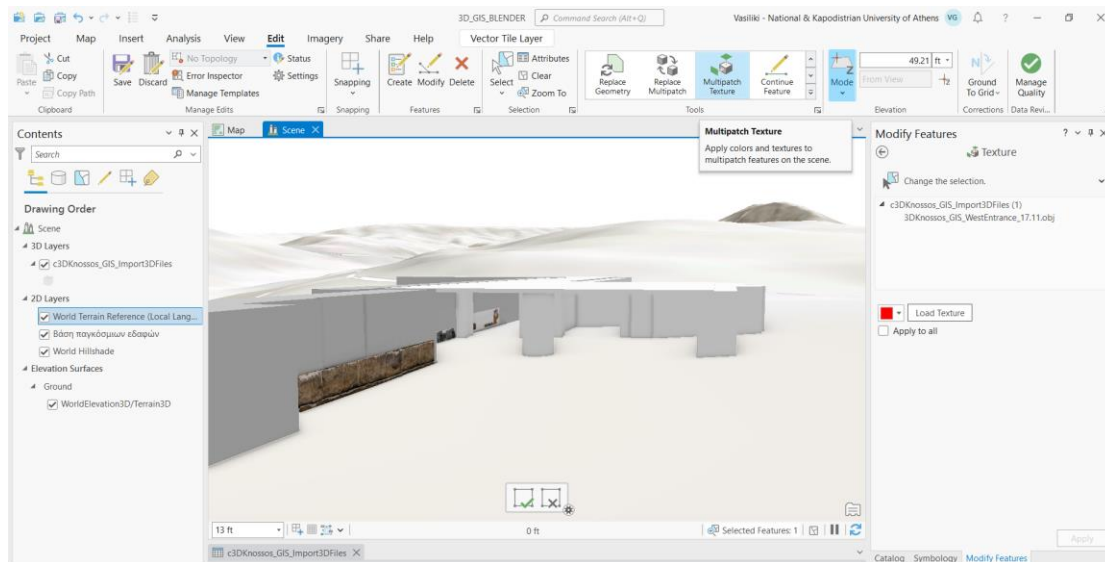 3D_GIS_BLENDER
Command Search (Alt+Q)
Vasiliki - National & Kapodistrian University of Athens
VG
?
Project Map Insert Analysis View Edit Imagery Share Help Vector Tile Layer
Paste
Cut
Copy
Copy Path
Clipboard
Save
Discard
No Topology
Error Inspector
Manage Templates
Status
Settings
Manage Edits
Snapping
Snapping
Create
Modify
Delete
Features
Select
Attributes
Clear
Zoom To
Selection
Replace Geometry
Replace Multipatch
Multipatch Texture
Continue Feature
Tools
Mode
Z
49.21 ft
From View
Elevation
Ground To Grid
Corrections
Manage Quality
Data Revi...
Contents
Search
Drawing Order
Scene
3D Layers
c3DKnossos_GIS_Import3DFiles
2D Layers
World Terrain Reference (Local Lang...
Βάση παγκόσμιων εδαφών
World Hillshade
Elevation Surfaces
Ground
WorldElevation3D/Terrain3D
Map
Scene
Multipatch Texture
Apply colors and textures to
multipatch features on the scene.
13 ft
0 ft
Selected Features: 1
c3DKnossos_GIS_Import3DFiles
Modify Features
?
Texture
Change the selection.
c3DKnossos_GIS_Import3DFiles (1)
3DKnossos_GIS_WestEntrance_17.11.obj
Load Texture
Apply to all
Apply
Catalog Symbology Modify Features